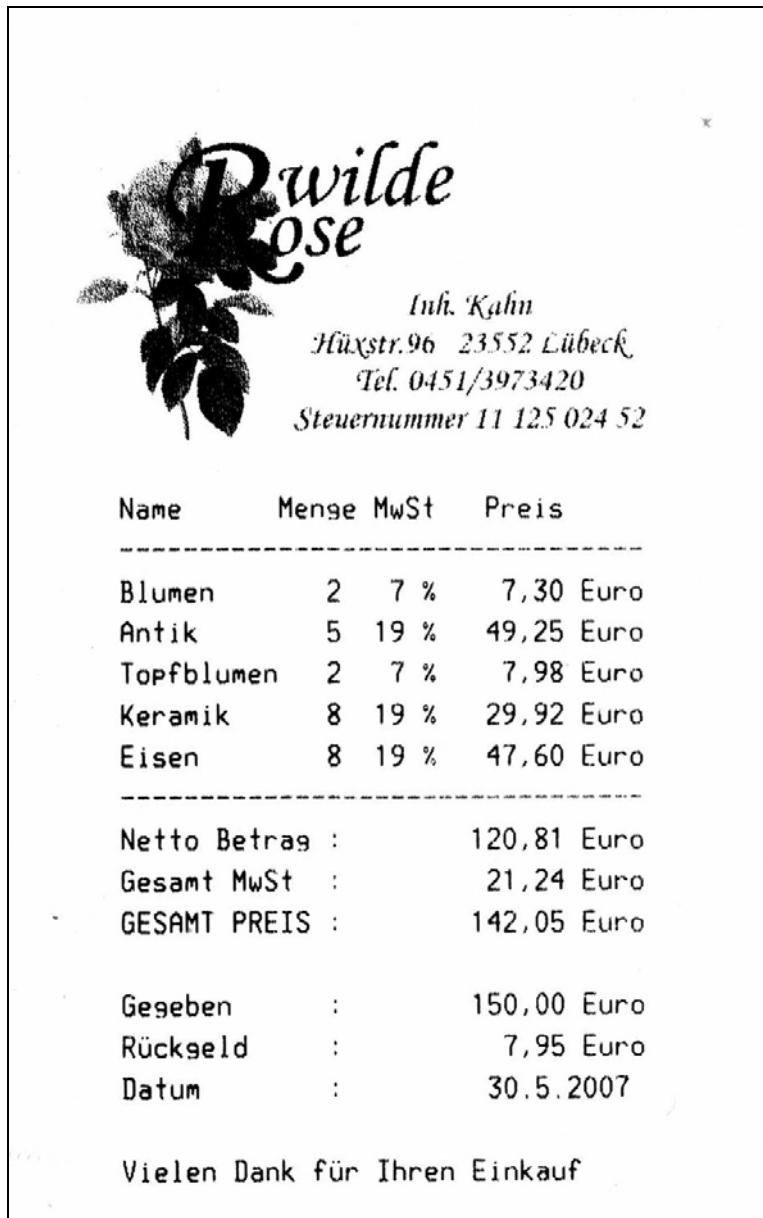 wilde
Rose
Inh. Kahn
Hüxstr.96 23552 Lübeck
Tel. 0451/3973420
Steuernummer 11 125 024 52
Name Menge MwSt Preis
Blumen 2 7 % 7,30 Euro
Antik 5 19 % 49,25 Euro
Topfblumen 2 7 % 7,98 Euro
Keramik 8 19 % 29,92 Euro
Eisen 8 19 % 47,60 Euro
Netto Betrag : 120,81 Euro
Gesamt MwSt : 21,24 Euro
GESAMT PREIS : 142,05 Euro
Gegeben : 150,00 Euro
Rückgeld : 7,95 Euro
Datum : 30.5.2007
Vielen Dank für Ihren Einkauf